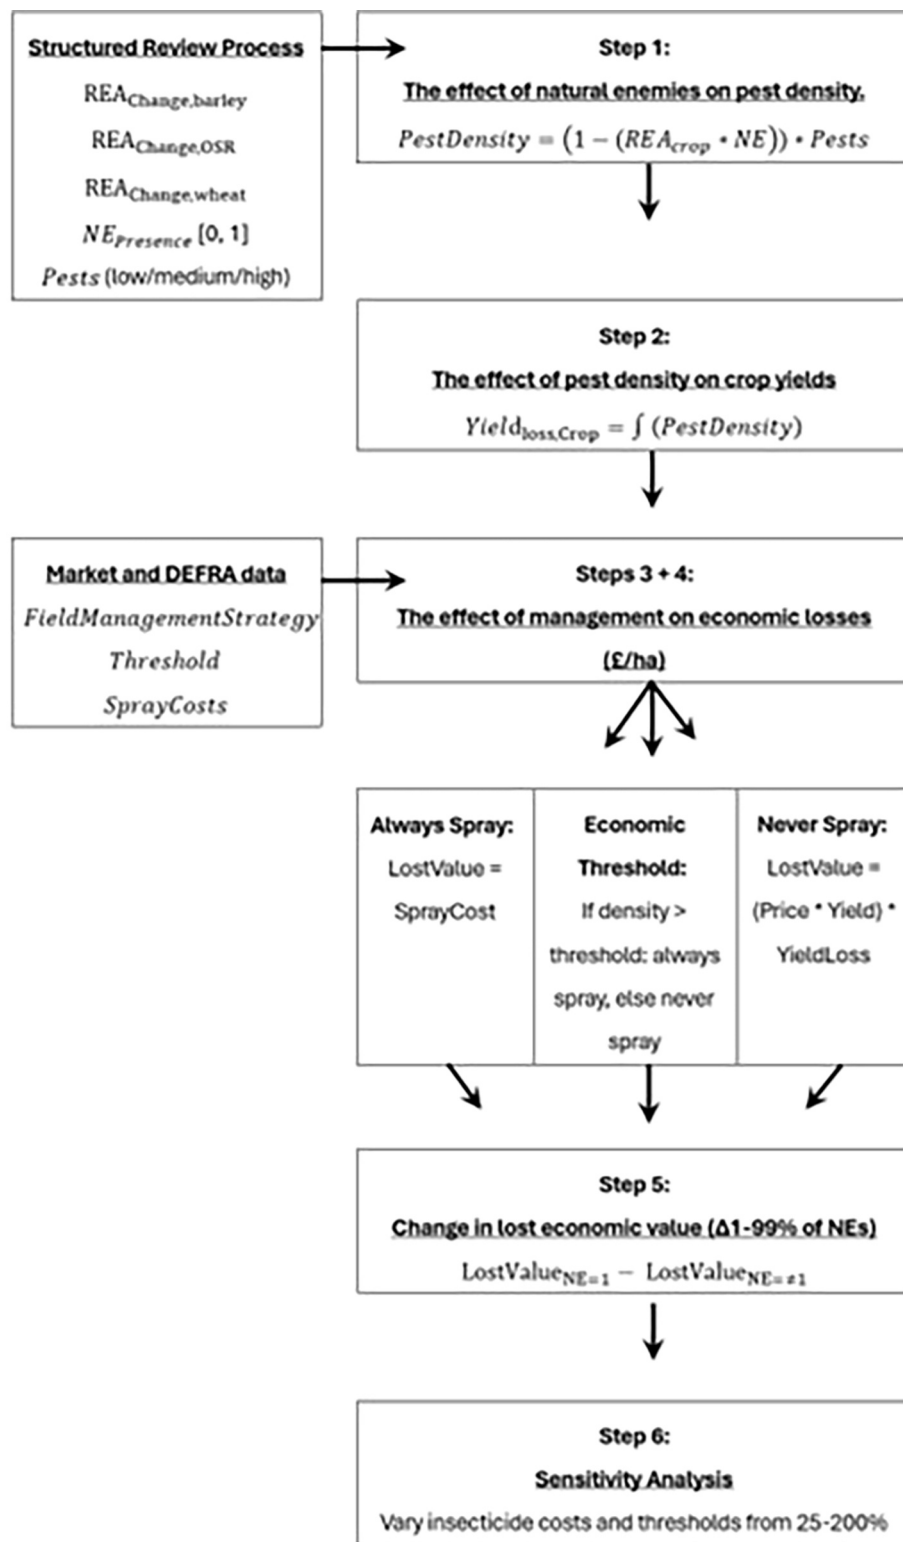 Structured Review Process
REA_Change,barley
REA_Change,OSR
REA_Change,wheat
NE_Presence [0, 1]
Pests (low/medium/high)
Step 1:
The effect of natural enemies on pest density.
PestDensity = (1 − (REA_crop * NE)) * Pests
Step 2:
The effect of pest density on crop yields
Yield_loss,Crop = ∫ (PestDensity)
Market and DEFRA data
FieldManagementStrategy
Threshold
SprayCosts
Steps 3 + 4:
The effect of management on economic losses
(£/ha)
Always Spray:
LostValue =
SprayCost
Economic
Threshold:
If density >
threshold: always
spray, else never
spray
Never Spray:
LostValue =
(Price * Yield) *
YieldLoss
Step 5:
Change in lost economic value (Δ1-99% of NEs)
LostValue_NE=1 − LostValue_NE=≠1
Step 6:
Sensitivity Analysis
Vary insecticide costs and thresholds from 25-200%